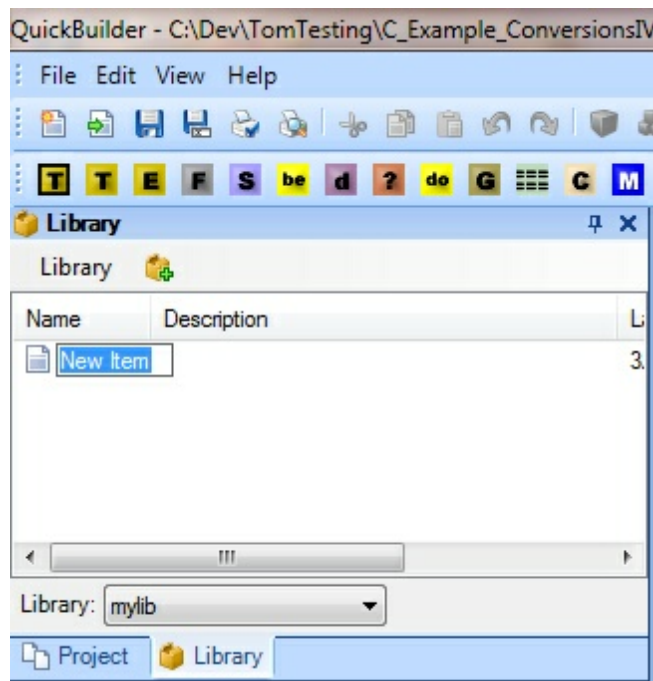 QuickBuilder - C:\Dev\TomTesting\C_Example_ConversionsIV
File Edit View Help
T T E F S be d ? do G C M
Library
Library
Name Description
New Item 3.
Library: mylib
Project Library